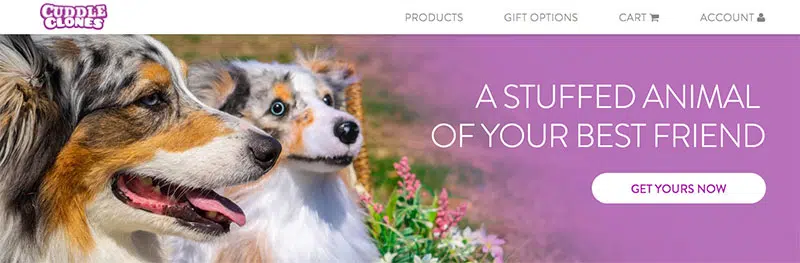 CUDDLE
CLONES
PRODUCTS
GIFT OPTIONS
CART
ACCOUNT
A STUFFED ANIMAL
OF YOUR BEST FRIEND
GET YOURS NOW